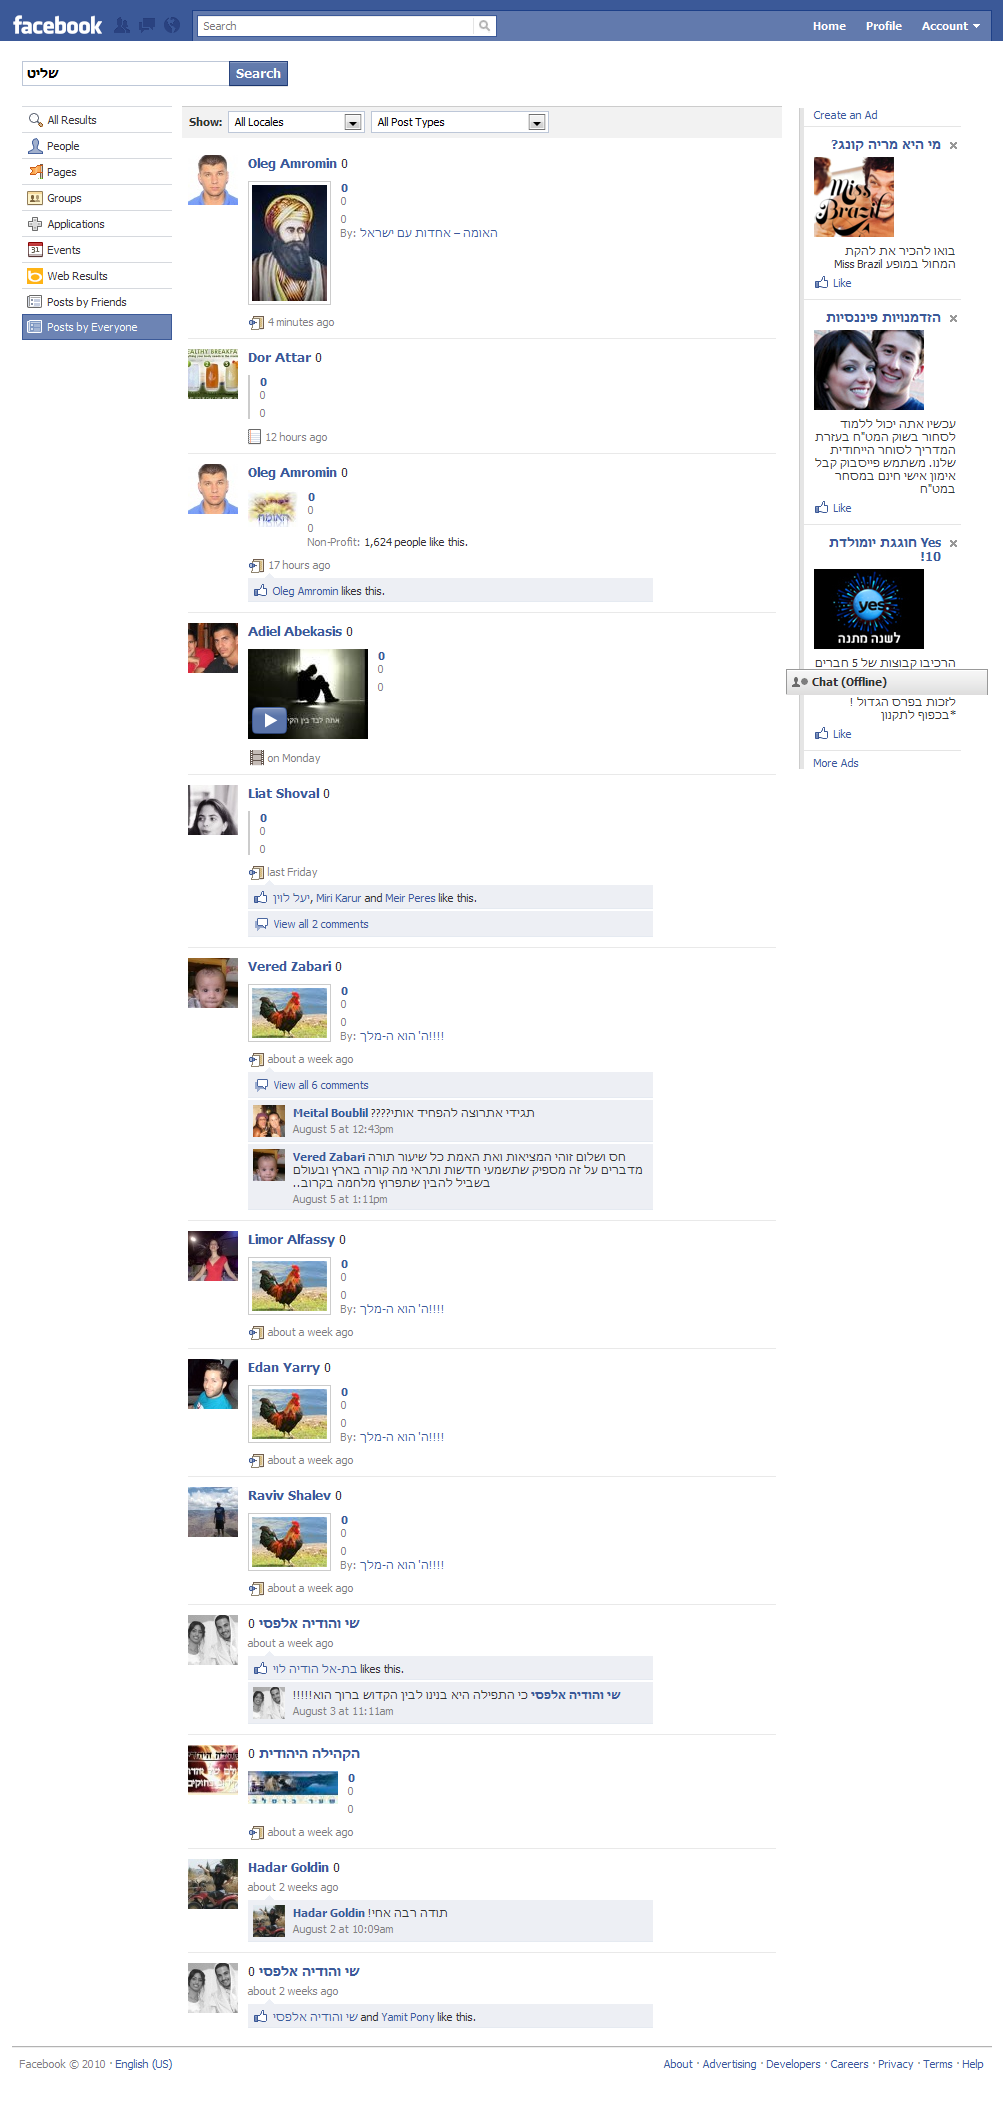 facebook
Search
Home Profile Account
שליט
Search
All Results
People
Pages
Groups
Applications
Events
Web Results
Posts by Friends
Posts by Everyone
Show: All Locales All Post Types
Oleg Amromin 0
0
0
0
By: האומה – אחדות עם ישראל
4 minutes ago
Dor Attar 0
0
0
0
12 hours ago
Oleg Amromin 0
האומה
0
0
0
Non-Profit: 1,624 people like this.
17 hours ago
Oleg Amromin likes this.
Adiel Abekasis 0
אתה לבד בין הקי
0
0
0
on Monday
Liat Shoval 0
0
0
0
last Friday
יעל לוין, Miri Karur and Meir Peres like this.
View all 2 comments
Vered Zabari 0
0
0
0
By: ה' הוא ה-מלך!!!!
about a week ago
View all 6 comments
Meital Boublil תגידי אתרוצה להפחיד אותי????
August 5 at 12:43pm
Vered Zabari חס ושלום זוהי המציאות ואת האמת כל שיעור תורה
מדברים על זה מספיק שתשמעי חדשות ותראי מה קורה בארץ ובעולם
בשביל להבין שתפרוץ מלחמה בקרוב..
August 5 at 1:11pm
Limor Alfassy 0
0
0
0
By: ה' הוא ה-מלך!!!!
about a week ago
Edan Yarry 0
0
0
0
By: ה' הוא ה-מלך!!!!
about a week ago
Raviv Shalev 0
0
0
0
By: ה' הוא ה-מלך!!!!
about a week ago
שי והודיה אלפסי 0
about a week ago
בת-אל הודיה לוי likes this.
שי והודיה אלפסי כי התפילה היא בנינו לבין הקדוש ברוך הוא!!!!!
August 3 at 11:11am
הקהילה היהודית 0
0
0
0
about a week ago
Hadar Goldin 0
about 2 weeks ago
Hadar Goldin תודה רבה אחי!
August 2 at 10:09am
שי והודיה אלפסי 0
about 2 weeks ago
שי והודיה אלפסי and Yamit Pony like this.
Create an Ad
מי היא מריה קונג?
Miss
Brazil
בואו להכיר את להקת
המחול במופע Miss Brazil
Like
הזדמנויות פיננסיות
עכשיו אתה יכול ללמוד
לסחור בשוק המט"ח בעזרת
המדריך לסוחר הייחודית
שלנו. משתמש פייסבוק קבל
אימון אישי חינם במסחר
במט"ח
Like
Yes חוגגת יומולדת
10!
yes
לשנה מתנה
הרכיבו קבוצות של 5 חברים
Chat (Offline)
לזכות בפרס הגדול !
*בכפוף לתקנון
Like
More Ads
Facebook © 2010 · English (US)
About · Advertising · Developers · Careers · Privacy · Terms · Help